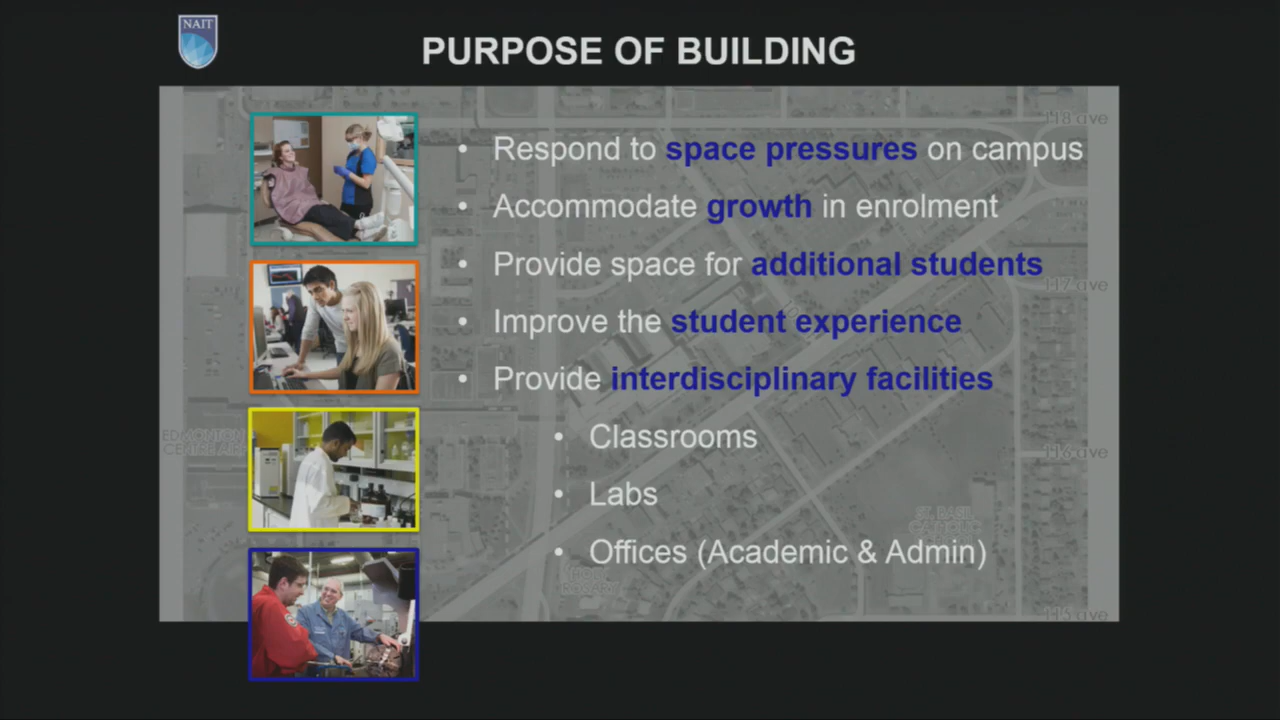 NAIT
PURPOSE OF BUILDING
118 ave
• Respond to space pressures on campus
• Accommodate growth in enrolment
• Provide space for additional students
117 ave
• Improve the student experience
• Provide interdisciplinary facilities
• Classrooms
EDMONTON
116 ave
• Labs
• Offices (Academic & Admin)
115 ave